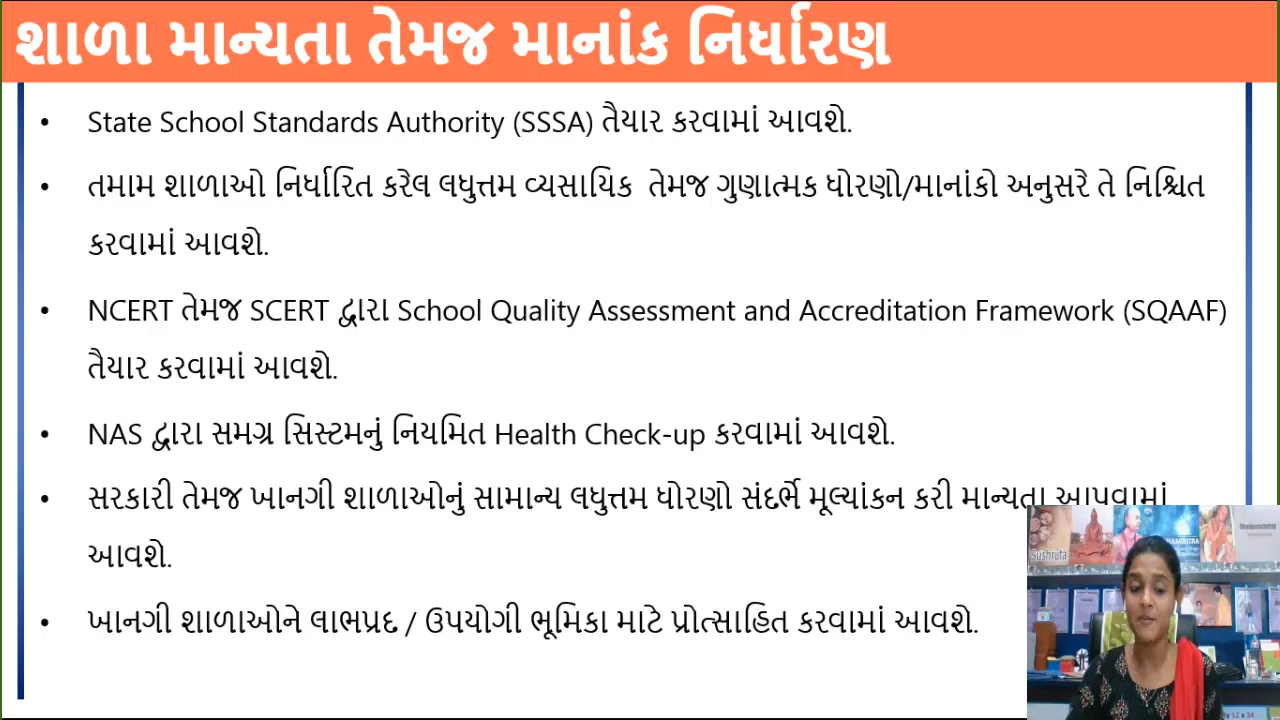 શાળા માન્યતા તેમજ માનાંક નિર્ધારણ
• State School Standards Authority (SSSA) તૈયાર કરવામાં આવશે.
• તમામ શાળાઓ નિર્ધારિત કરેલ લઘુત્તમ વ્યસાયિક તેમજ ગુણાત્મક ધોરણો/માનાંકો અનુસરે તે નિશ્ચિત
કરવામાં આવશે.
• NCERT તેમજ SCERT દ્વારા School Quality Assessment and Accreditation Framework (SQAAF)
તૈયાર કરવામાં આવશે.
• NAS દ્વારા સમગ્ર સિસ્ટમનું નિયમિત Health Check-up કરવામાં આવશે.
• સરકારી તેમજ ખાનગી શાળાઓનું સામાન્ય લઘુત્તમ ધોરણો સંદર્ભે મૂલ્યાંકન કરી માન્યતા આપવામાં
આવશે.
• ખાનગી શાળાઓને લાભપ્રદ / ઉપયોગી ભૂમિકા માટે પ્રોત્સાહિત કરવામાં આવશે.
Sushruta